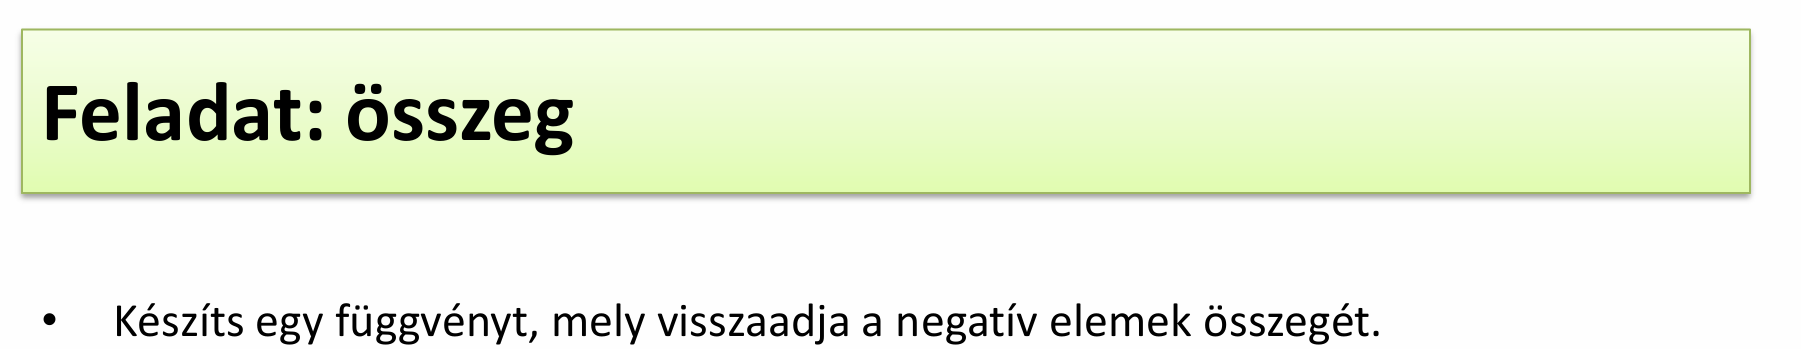 Feladat: összeg
• Készíts egy függvényt, mely visszaadja a negatív elemek összegét.